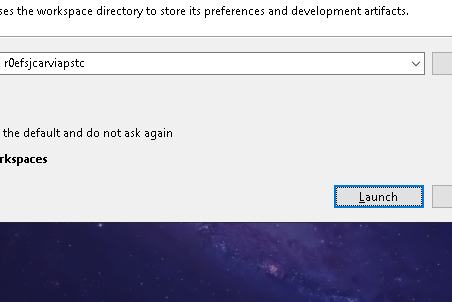 ses the workspace directory to store its preferences and development artifacts.
r0efsjcarviapstc
the default and do not ask again
rkspaces
Launch